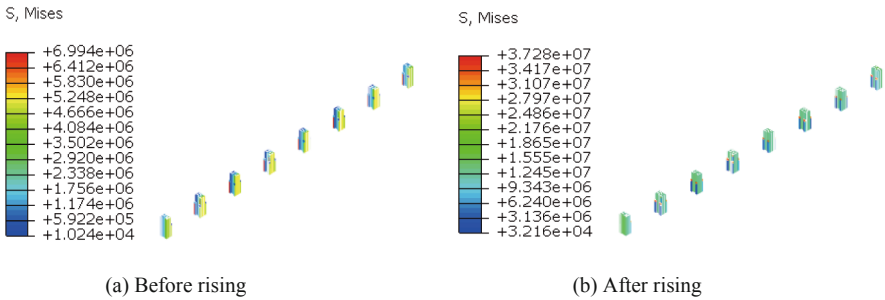 S, Mises
+6.994e+06
+6.412e+06
+5.830e+06
+5.248e+06
+4.666e+06
+4.084e+06
+3.502e+06
+2.920e+06
+2.338e+06
+1.756e+06
+1.174e+06
+5.922e+05
+1.024e+04
(a) Before rising
S, Mises
+3.728e+07
+3.417e+07
+3.107e+07
+2.797e+07
+2.486e+07
+2.176e+07
+1.865e+07
+1.555e+07
+1.245e+07
+9.343e+06
+6.240e+06
+3.136e+06
+3.216e+04
(b) After rising